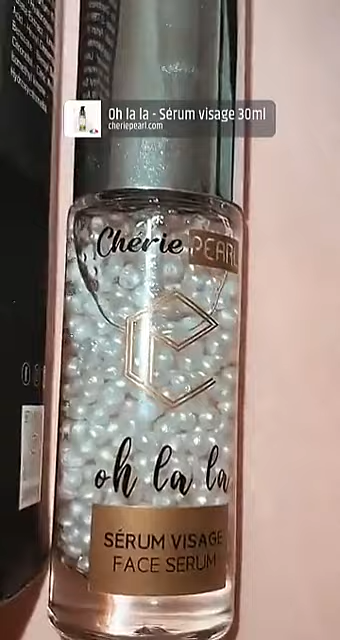 Oh la la - Sérum visage 30ml
cheriepearl.com
Chérie PEARL
oh la la
SÉRUM VISAGE
FACE SERUM